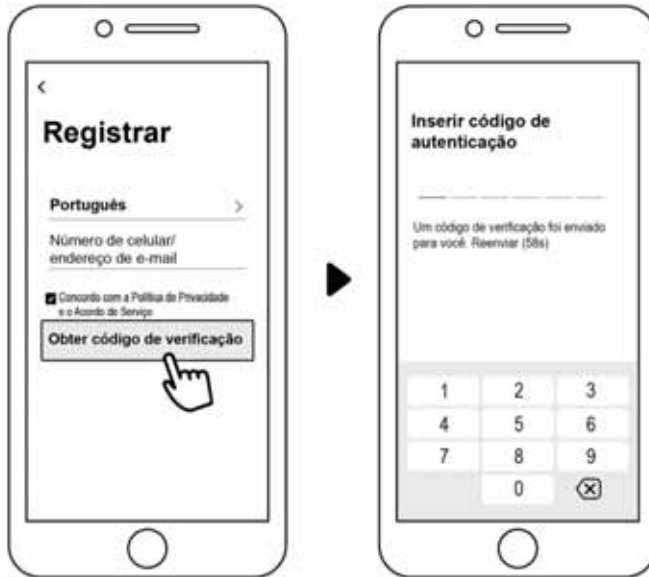 <
Registrar
Português >
Número de celular/
endereço de e-mail
Concordo com a Política de Privacidade
e o Acordo de Serviço
Obter código de verificação
Inserir código de
autenticação
Um código de verificação foi enviado
para você. Reenviar (58s)
1 2 3
4 5 6
7 8 9
0